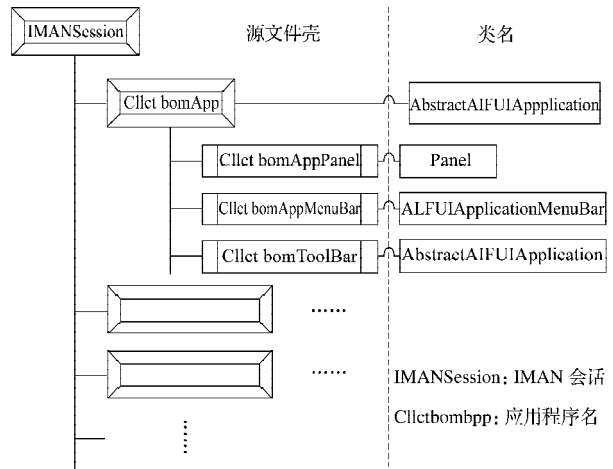 IMANSession
源文件壳
类名
Cllct bomApp
AbstractAIFUIAppplication
Cllct bomAppPanel
Panel
Cllct bomAppMenuBar
ALFUIApplicationMenuBar
Cllct bomToolBar
AbstractAIFUIApplication
……
……
IMANSession: IMAN 会话
Cllctbombpp: 应用程序名